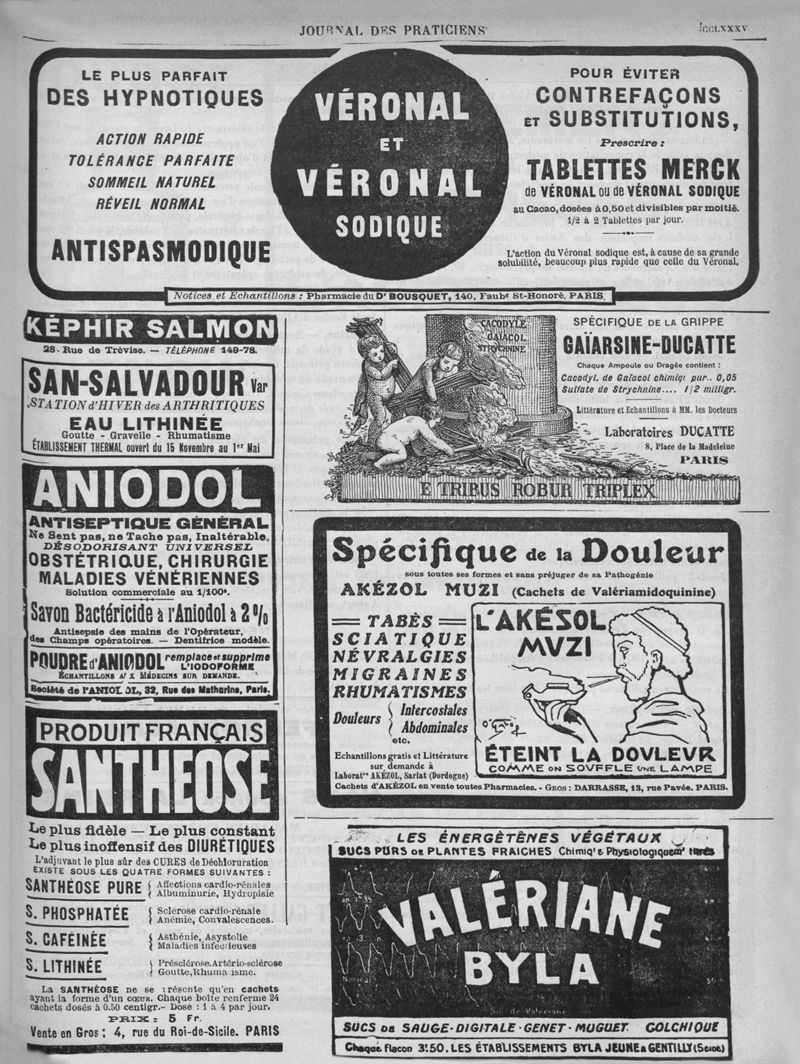 JOURNAL DES PRATICIENS
CCLXXXV
LE PLUS PARFAIT
DES HYPNOTIQUES
ACTION RAPIDE
TOLÉRANCE PARFAITE
SOMMEIL NATUREL
RÉVEIL NORMAL
ANTISPASMODIQUE
VÉRONAL
ET
VÉRONAL
SODIQUE
POUR ÉVITER
CONTREFAÇONS
ET SUBSTITUTIONS,
Prescrire :
TABLETTES MERCK
de VÉRONAL ou de VÉRONAL SODIQUE
au Cacao, dosées à 0,50 et divisibles par moitié.
1/2 à 2 Tablettes par jour.
L'action du Véronal sodique est, à cause de sa grande
solubilité, beaucoup plus rapide que celle du Véronal.
Notices et Echantillons : Pharmacie du Dr BOUSQUET, 140, Faubg St-Honoré, PARIS.
KÉPHIR SALMON
28, Rue de Trévise. — TÉLÉPHONE 149-78.
SAN-SALVADOUR Var
STATION d'HIVER des ARTHRITIQUES
EAU LITHINÉE
Goutte - Gravelle - Rhumatisme
ÉTABLISSEMENT THERMAL ouvert du 15 Novembre au 1er Mai
ANIODOL
ANTISEPTIQUE GÉNÉRAL
Ne Sent pas, ne Tache pas, Inaltérable.
DÉSODORISANT UNIVERSEL
OBSTÉTRIQUE, CHIRURGIE
MALADIES VÉNÉRIENNES
Solution commerciale au 1/100e.
Savon Bactéricide à l'Aniodol à 2%
Antisepsie des mains de l'Opérateur,
des Champs opératoires. — Dentifrice modèle.
POUDRE d'ANIODOL remplace et supprime
L'IODOFORME
ÉCHANTILLONS AUX MÉDECINS SUR DEMANDE.
Société de l'ANIODOL, 32, Rue des Mathurins, Paris.
PRODUIT FRANÇAIS
SANTHEOSE
Le plus fidèle — Le plus constant
Le plus inoffensif des DIURÉTIQUES
L'adjuvant le plus sûr des CURES de Déchloruration
EXISTE SOUS LES QUATRE FORMES SUIVANTES :
SANTHÉOSE PURE { Affections cardio-rénales
Albuminurie, Hydropisie
S. PHOSPHATÉE { Sclerose cardio-rénale
Anémie, Convalescences.
S. CAFÉINÉE { Asthénie, Asystolie
Maladies infectieuses
S. LITHINÉE { Présclérose. Artério-sclérose
Goutte, Rhumatisme.
La SANTHÉOSE ne se présente qu'en cachets
ayant la forme d'un cœur. Chaque boîte renferme 24
cachets dosés à 0.50 centigr.- Dose : 1 à 4 par jour.
PRIX : 5 Fr.
Vente en Gros : 4, rue du Roi-de-Sicile. PARIS
CACODYLE
GAÏACOL
STRYCHNINE
E TRIBUS ROBUR TRIPLEX
SPÉCIFIQUE DE LA GRIPPE
GAÏARSINE-DUCATTE
Chaque Ampoule ou Dragée contient :
Cacodyl. de Gaïacol chimiqt pur.. 0,05
Sulfate de Strychnine.... 1/2 milligr.
Littérature et Echantillons à MM. les Docteurs
Laboratoires DUCATTE
8, Place de la Madeleine
PARIS
Spécifique de la Douleur
sous toutes ses formes et sans préjuger de sa Pathogénie
AKÉZOL MUZI (Cachets de Valériamidoquinine)
TABÈS
SCIATIQUE
NÉVRALGIES
MIGRAINES
RHUMATISMES
Douleurs { Intercostales
Abdominales
etc.
Echantillons gratis et Littérature
sur demande à
Laboratres AKÉZOL, Sarlat (Dordogne)
L'AKÉSOL
MVZI
O'Galop
ÉTEINT LA DOVLEVR
COMME ON SOVFFLE VNE LAMPE
Cachets d'AKÉZOL en vente toutes Pharmacies. - GROS : DARRASSE, 13, rue Pavée. PARIS.
LES ÉNERGÈTÈNES VÉGÉTAUX
SUCS PURS DE PLANTES FRAICHES Chimiqt & Physiologiquemt titrés
VALÉRIANE
BYLA
Suc de Valeriane
SUCS DE SAUGE-DIGITALE-GENET-MUGUET. COLCHIQUE
Chaque flacon 3f50. LES ÉTABLISSEMENTS BYLA JEUNE à GENTILLY (Seine)